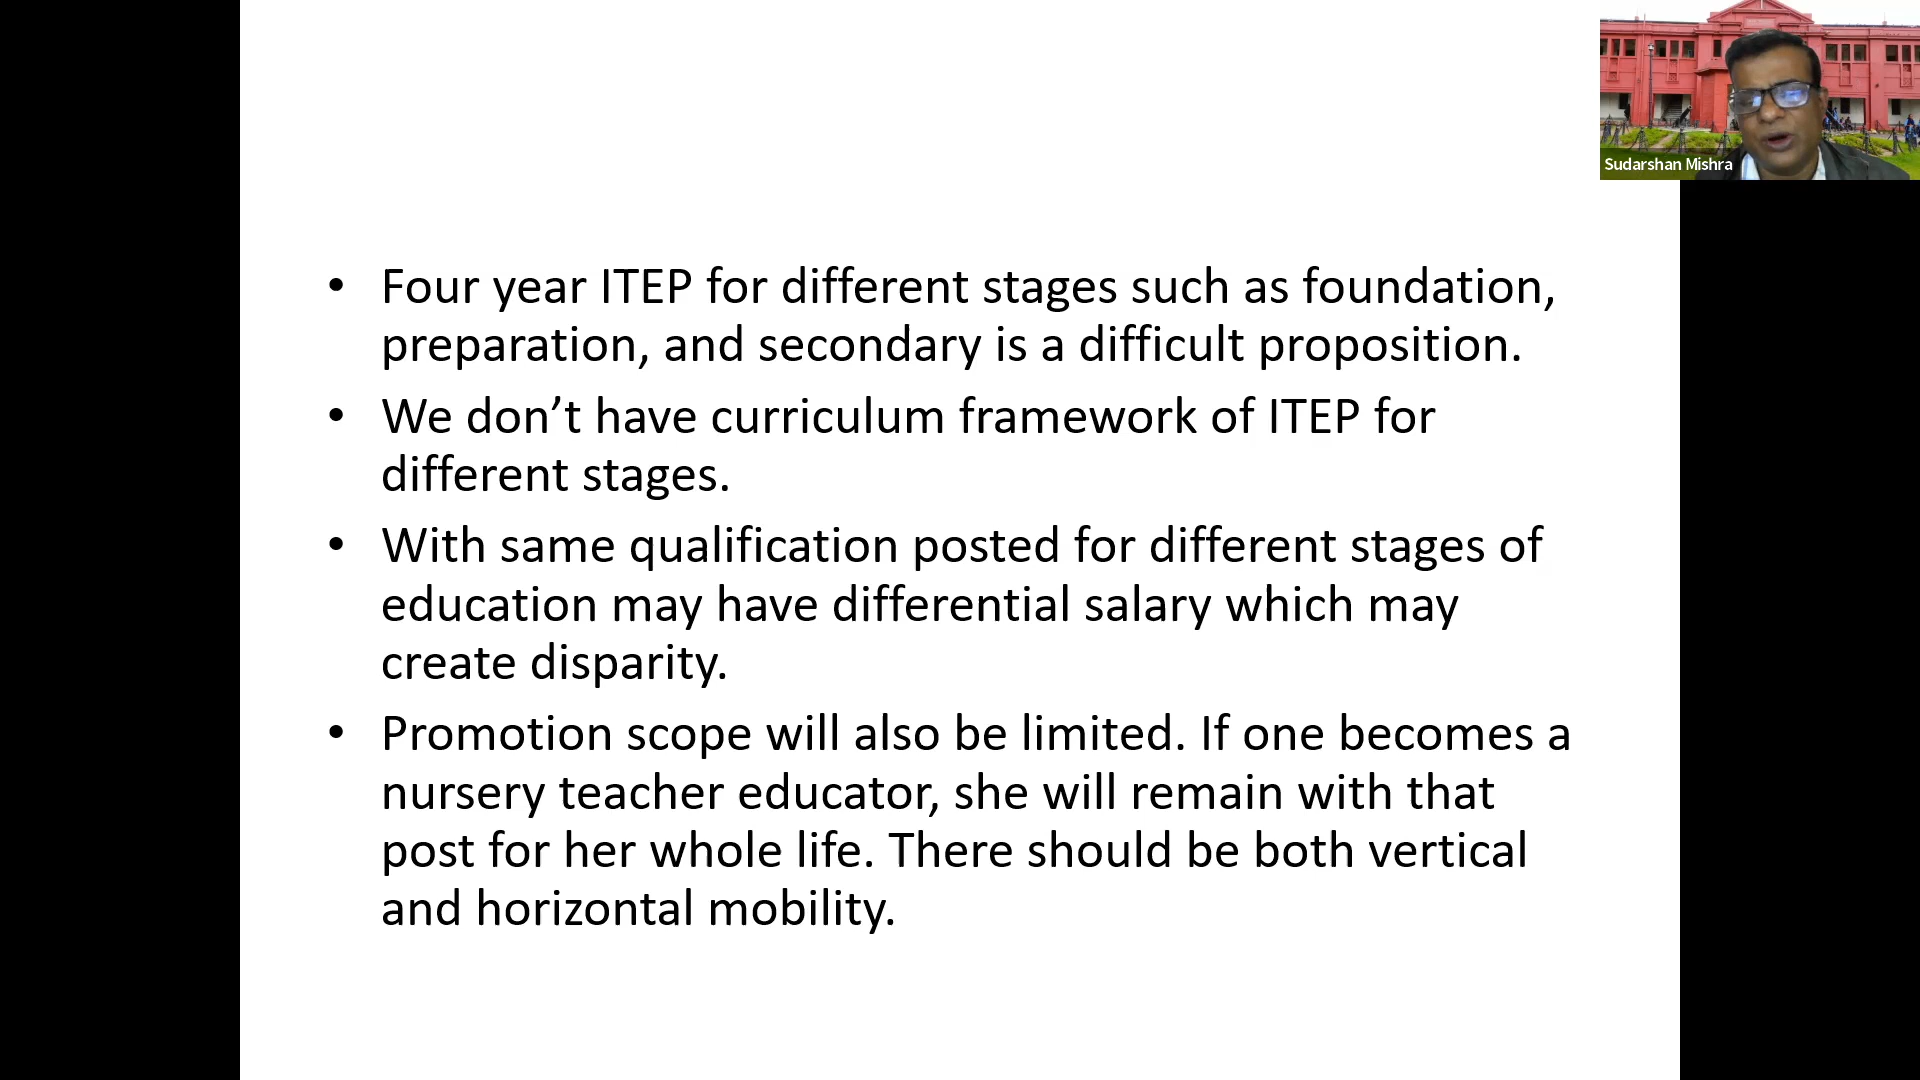 Sudarshan Mishra
• Four year ITEP for different stages such as foundation,
preparation, and secondary is a difficult proposition.
• We don’t have curriculum framework of ITEP for
different stages.
• With same qualification posted for different stages of
education may have differential salary which may
create disparity.
• Promotion scope will also be limited. If one becomes a
nursery teacher educator, she will remain with that
post for her whole life. There should be both vertical
and horizontal mobility.